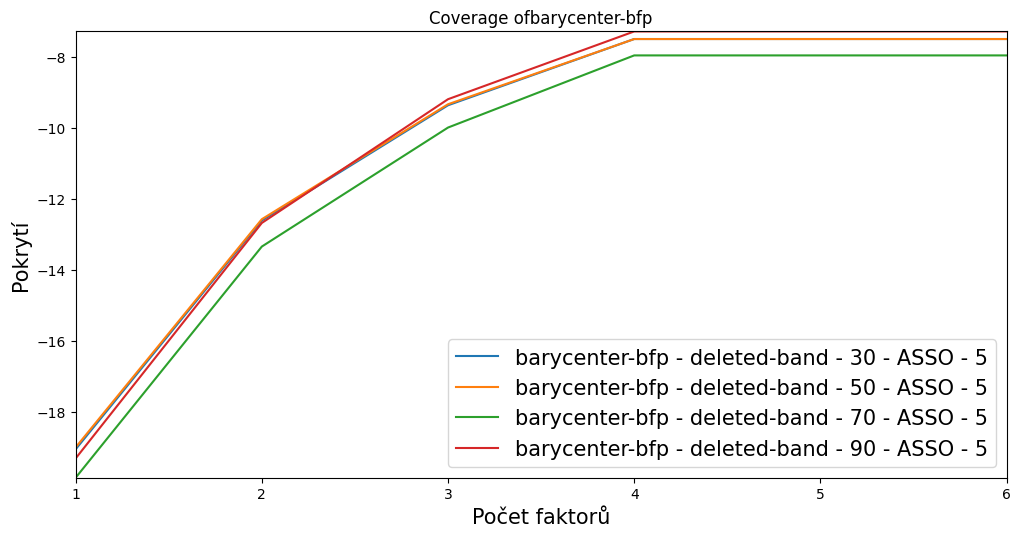 Coverage ofbarycenter-bfp
−8
−10
−12
−14
−16
−18
Pokrytí
barycenter-bfp - deleted-band - 30 - ASSO - 5
barycenter-bfp - deleted-band - 50 - ASSO - 5
barycenter-bfp - deleted-band - 70 - ASSO - 5
barycenter-bfp - deleted-band - 90 - ASSO - 5
1 2 3 4 5 6
Počet faktorů